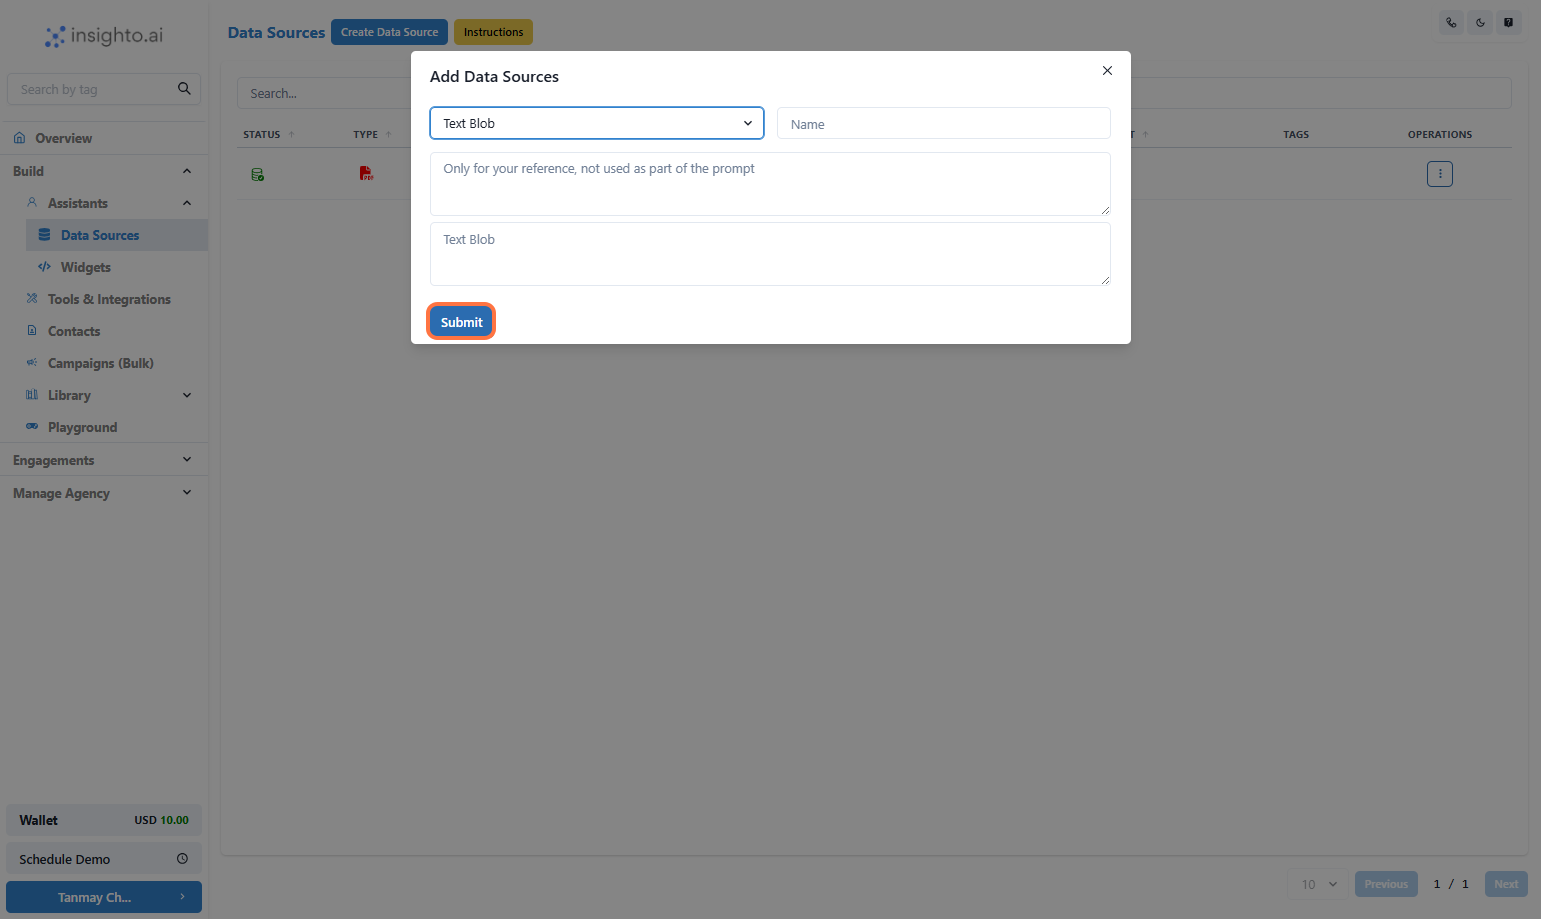 insighto.ai
Data Sources
Create Data Source
Instructions
Search by tag
Overview
Build
Assistants
Data Sources
Widgets
Tools & Integrations
Contacts
Campaigns (Bulk)
Library
Playground
Engagements
Manage Agency
Wallet
USD 10.00
Schedule Demo
Tanmay Ch...
Search...
STATUS
TYPE
TAGS
OPERATIONS
PDF
Add Data Sources
Text Blob
Name
Only for your reference, not used as part of the prompt
Text Blob
Submit
10
Previous
1 / 1
Next